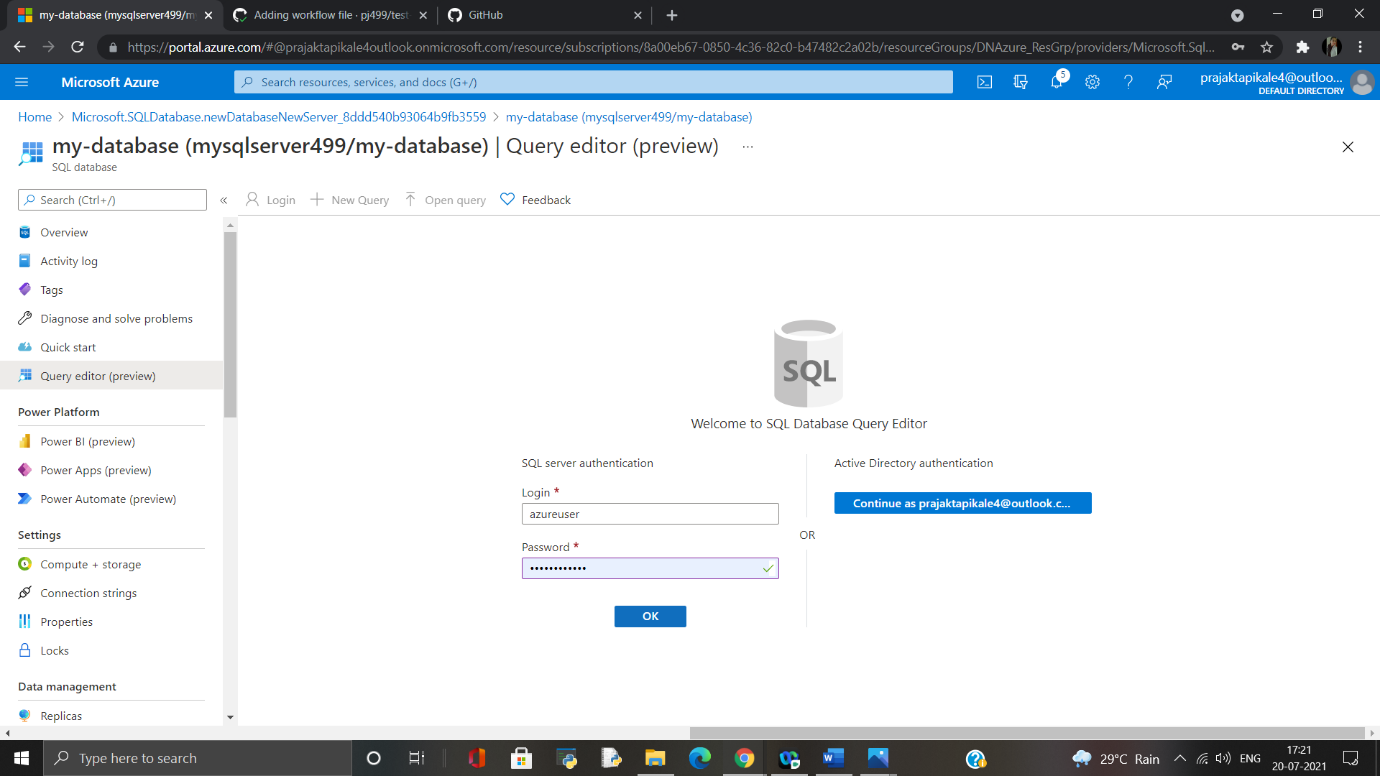 my-database (mysqlserver499/my
Adding workflow file · pj499/test
GitHub
https://portal.azure.com/#@prajaktapikale4outlook.onmicrosoft.com/resource/subscriptions/8a00eb67-0850-4c36-82c0-b47482c2a02b/resourceGroups/DNAzure_ResGrp/providers/Microsoft.Sql...
Microsoft Azure
Search resources, services, and docs (G+/)
5
prajaktapikale4@outloo...
DEFAULT DIRECTORY
Home > Microsoft.SQLDatabase.newDatabaseNewServer_8ddd540b93064b9fb3559 > my-database (mysqlserver499/my-database)
my-database (mysqlserver499/my-database) | Query editor (preview) ...
SQL database
Search (Ctrl+/)
«
Login
New Query
Open query
Feedback
Overview
Activity log
Tags
Diagnose and solve problems
Quick start
Query editor (preview)
Power Platform
Power BI (preview)
Power Apps (preview)
Power Automate (preview)
Settings
Compute + storage
Connection strings
Properties
Locks
Data management
Replicas
SQL
Welcome to SQL Database Query Editor
SQL server authentication
Login *
azureuser
Password *
••••••••••••
OK
OR
Active Directory authentication
Continue as prajaktapikale4@outlook.c...
Type here to search
29°C Rain
ENG
17:21
20-07-2021